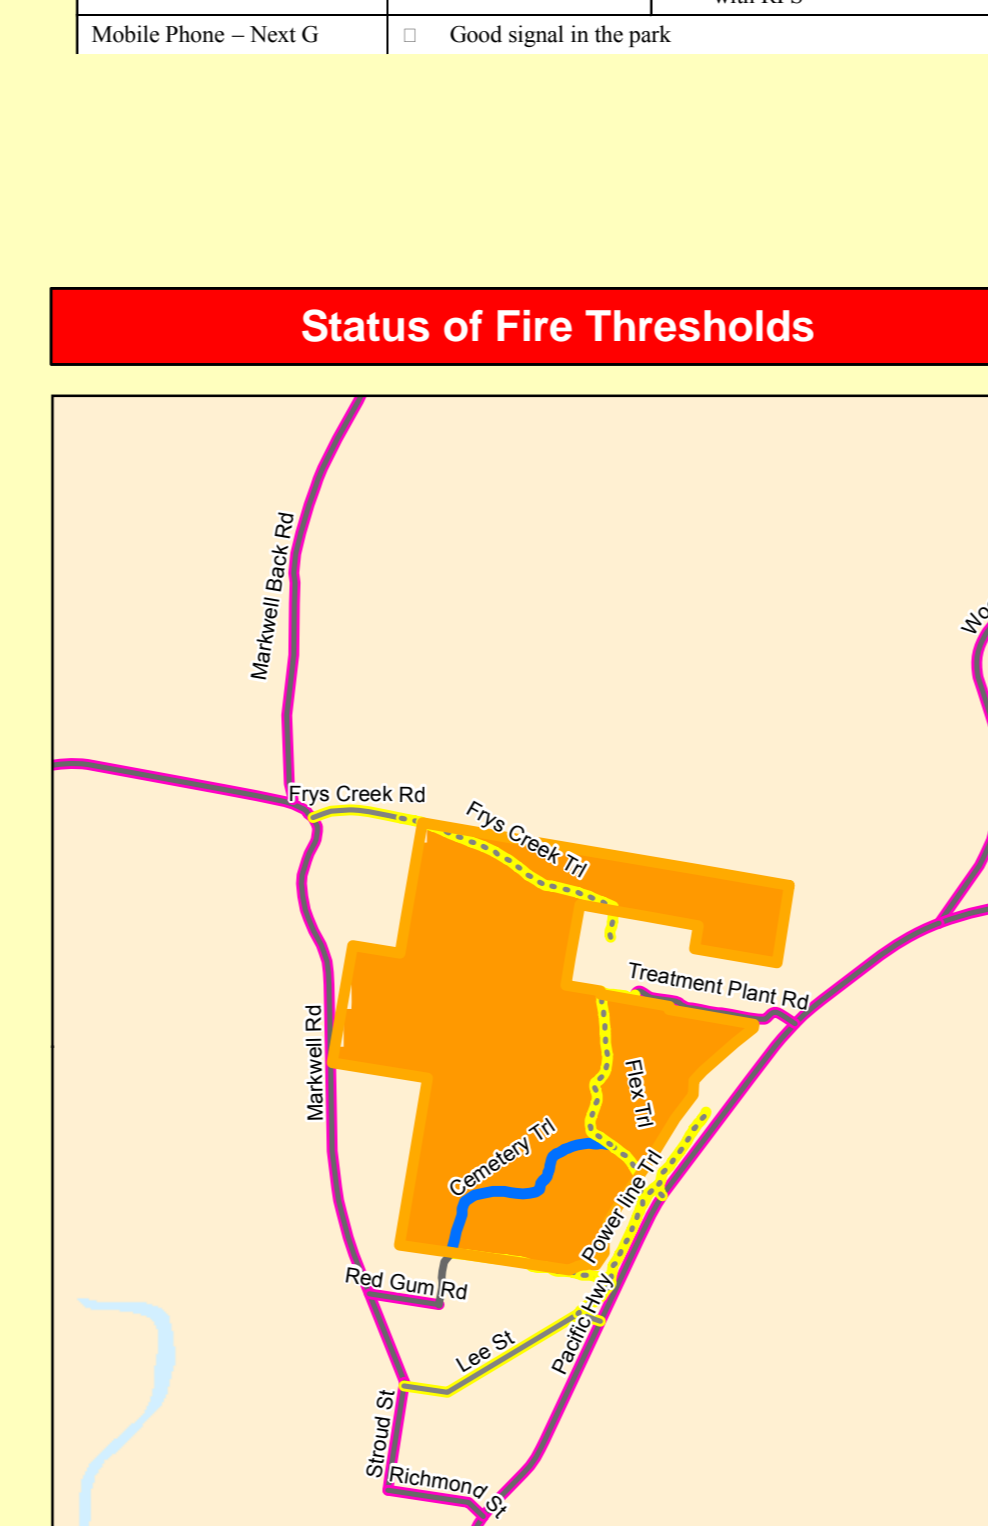 with RFS
Mobile Phone – Next G
Good signal in the park
Status of Fire Thresholds
Markwell Back Rd
Frys Creek Rd
Frys Creek Trl
Treatment Plant Rd
Markwell Rd
Flex Trl
Cemetery Trl
Power line Trl
Red Gum Rd
Pacific Hwy
Lee St
Stroud St
Richmond St